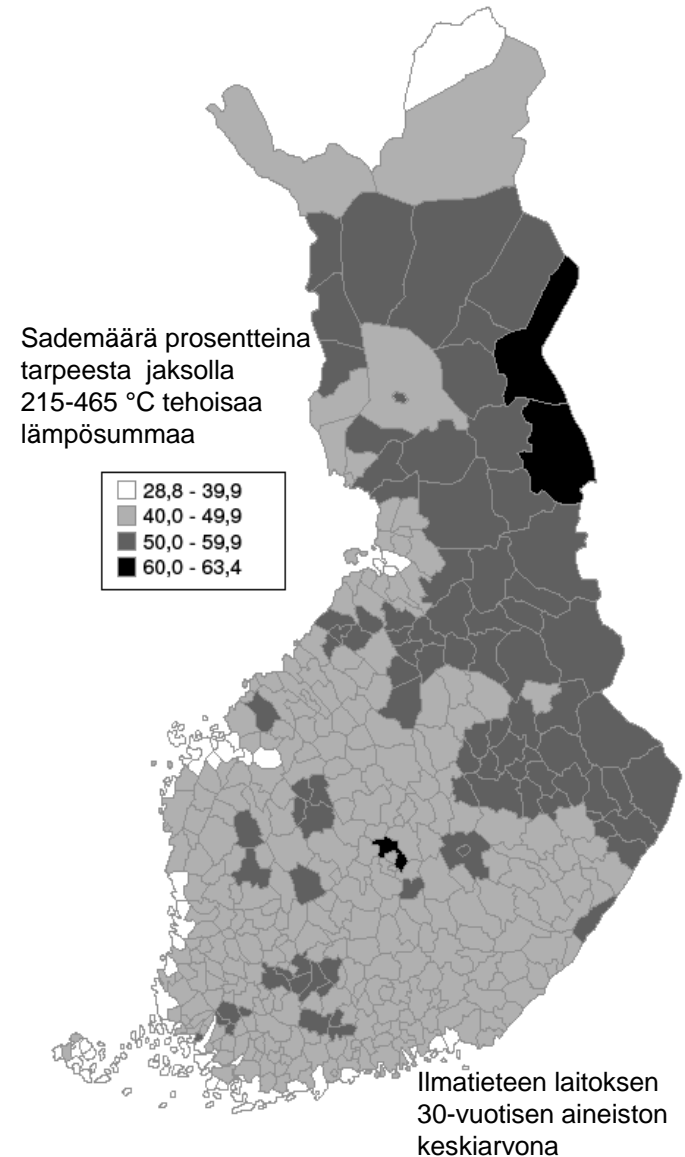 Sademäärä prosentteina
tarpeesta jaksolla
215-465 °C tehoisaa
lämpösummaa
28,8 - 39,9
40,0 - 49,9
50,0 - 59,9
60,0 - 63,4
Ilmatieteen laitoksen
30-vuotisen aineiston
keskiarvona